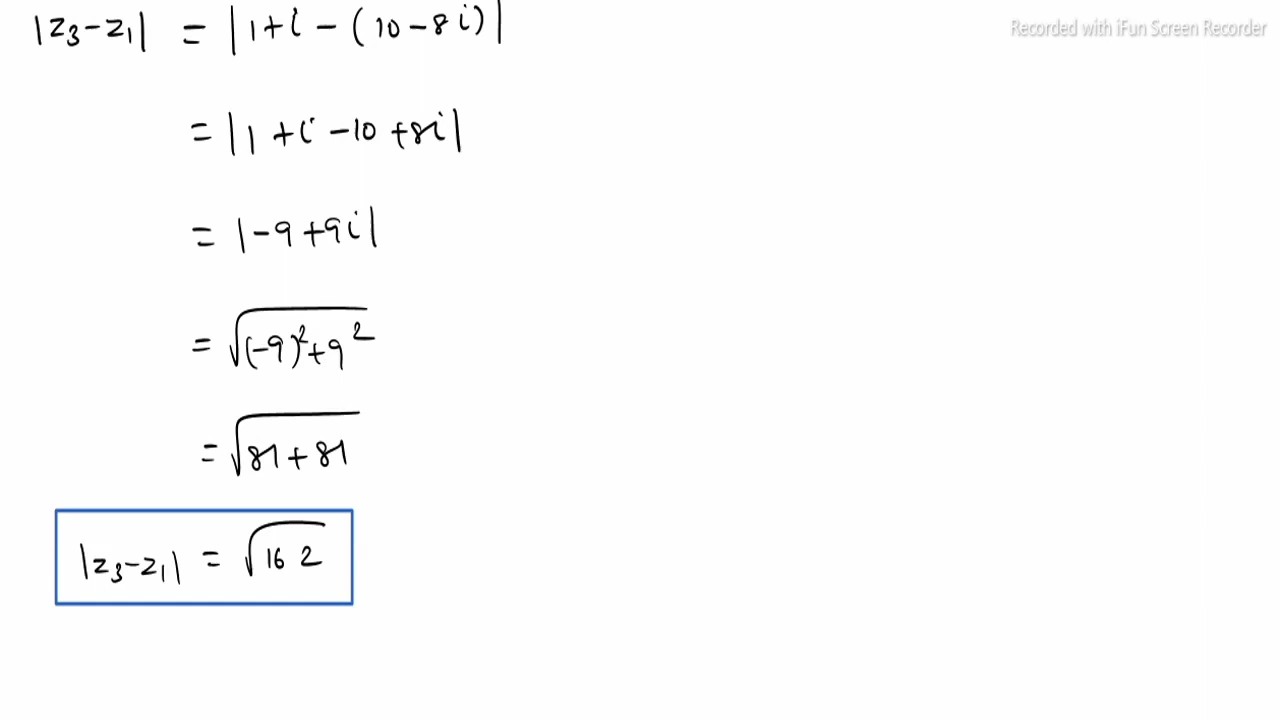 Recorded with iFun Screen Recorder
|z₃-z₁| = |1+i-(10-8i)|
= |1+i-10+8i|
= |-9+9i|
= √((-9)²+9²)
= √(81+81)
|z₃-z₁| = √162